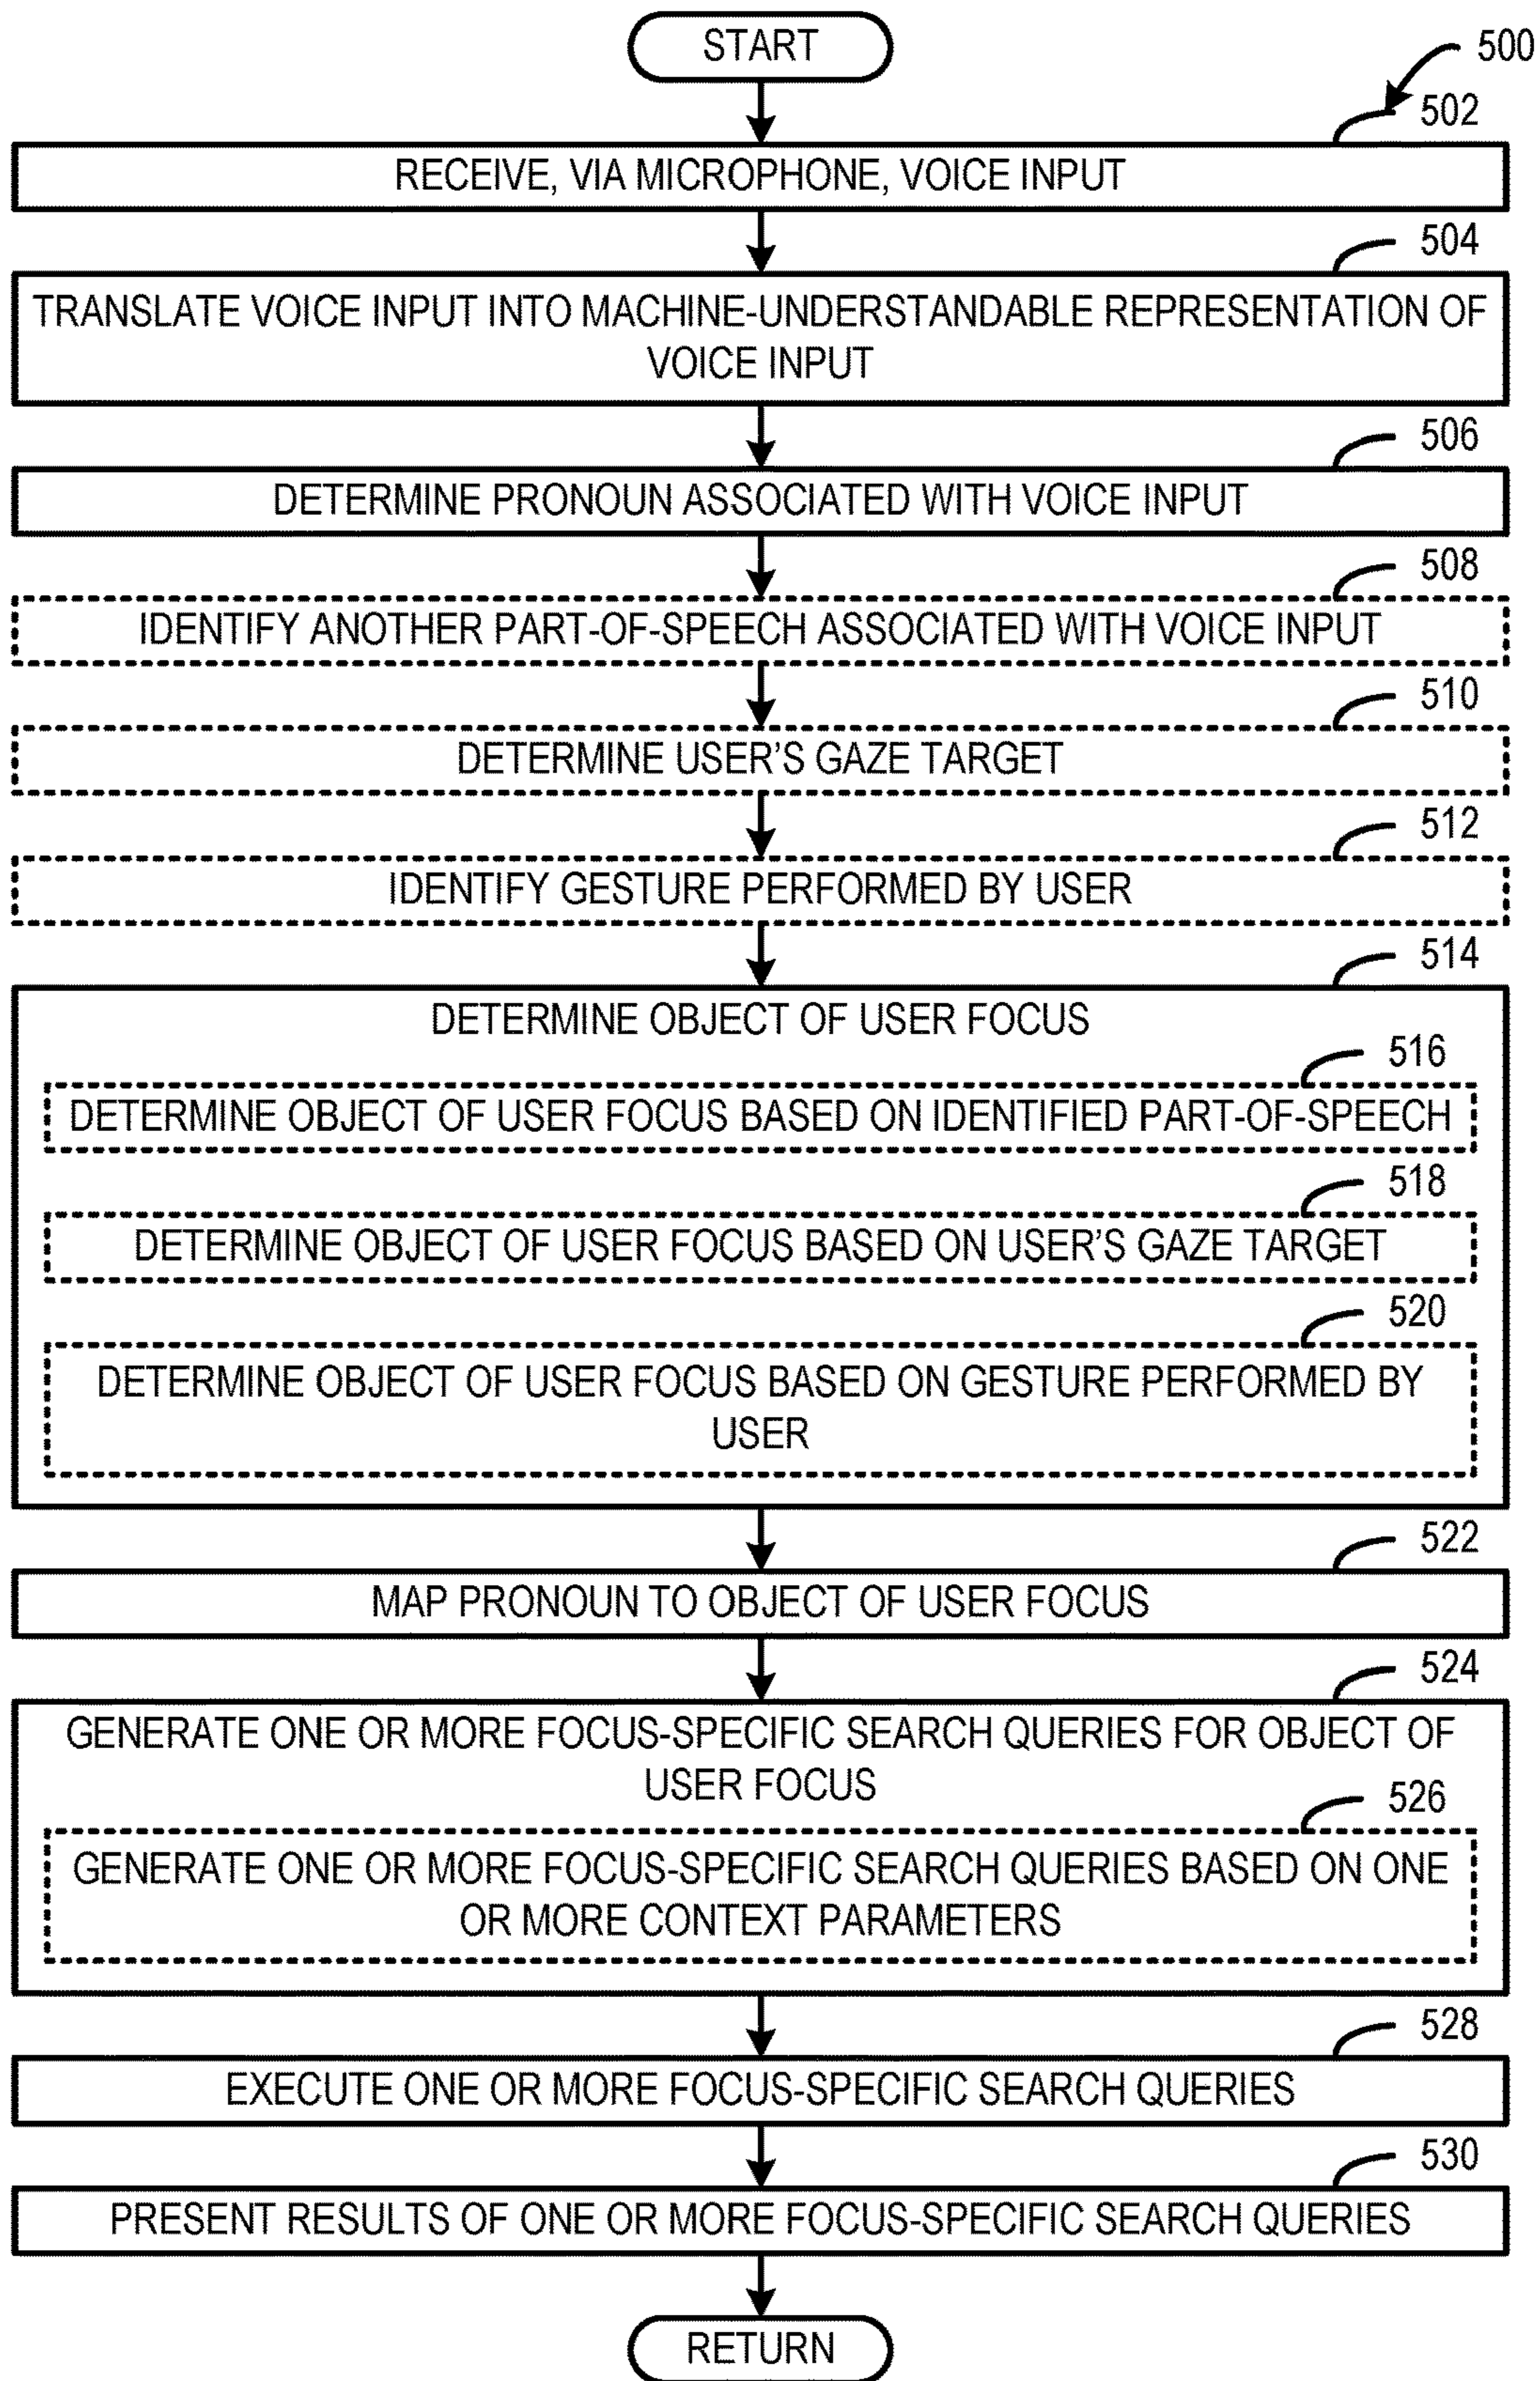 START
500
502
RECEIVE, VIA MICROPHONE, VOICE INPUT
504
TRANSLATE VOICE INPUT INTO MACHINE-UNDERSTANDABLE REPRESENTATION OF
VOICE INPUT
506
DETERMINE PRONOUN ASSOCIATED WITH VOICE INPUT
508
IDENTIFY ANOTHER PART-OF-SPEECH ASSOCIATED WITH VOICE INPUT
510
DETERMINE USER'S GAZE TARGET
512
IDENTIFY GESTURE PERFORMED BY USER
514
DETERMINE OBJECT OF USER FOCUS
516
DETERMINE OBJECT OF USER FOCUS BASED ON IDENTIFIED PART-OF-SPEECH
518
DETERMINE OBJECT OF USER FOCUS BASED ON USER'S GAZE TARGET
520
DETERMINE OBJECT OF USER FOCUS BASED ON GESTURE PERFORMED BY
USER
522
MAP PRONOUN TO OBJECT OF USER FOCUS
524
GENERATE ONE OR MORE FOCUS-SPECIFIC SEARCH QUERIES FOR OBJECT OF
USER FOCUS
526
GENERATE ONE OR MORE FOCUS-SPECIFIC SEARCH QUERIES BASED ON ONE
OR MORE CONTEXT PARAMETERS
528
EXECUTE ONE OR MORE FOCUS-SPECIFIC SEARCH QUERIES
530
PRESENT RESULTS OF ONE OR MORE FOCUS-SPECIFIC SEARCH QUERIES
RETURN